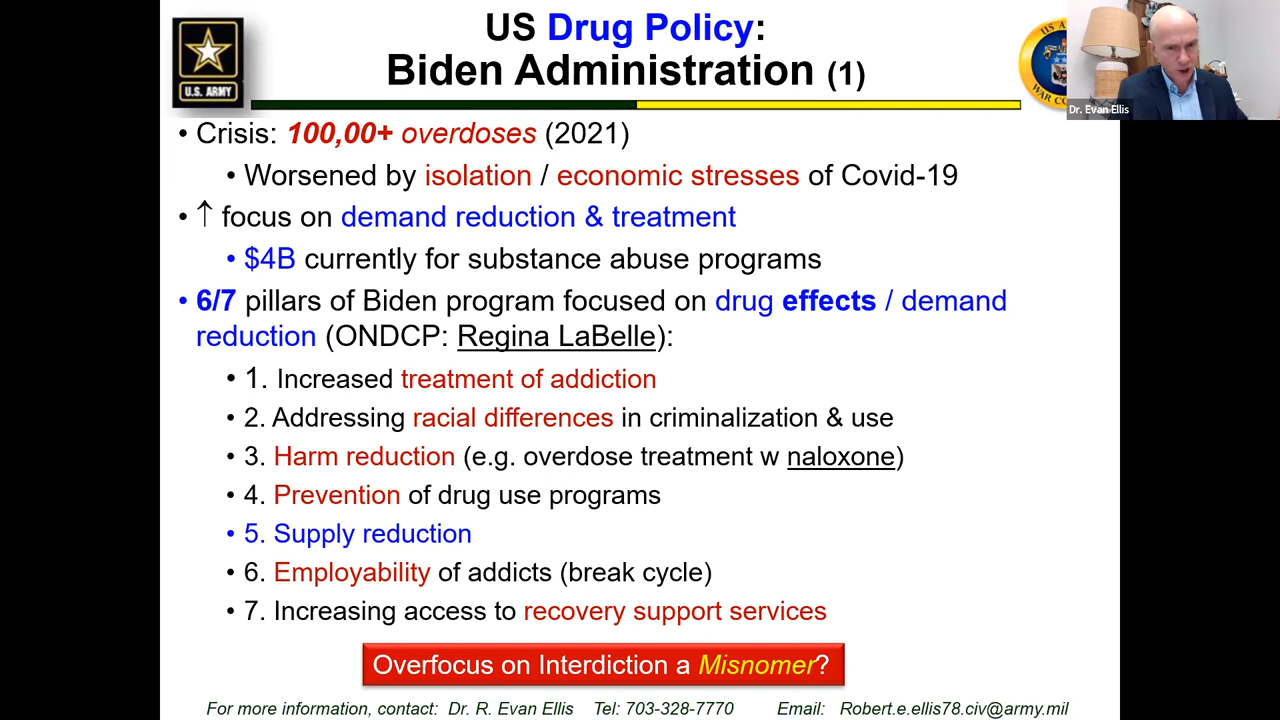 US Drug Policy:
Biden Administration (1)
U.S. ARMY
Dr. Evan Ellis
• Crisis: 100,00+ overdoses (2021)
• Worsened by isolation / economic stresses of Covid-19
• ↑ focus on demand reduction & treatment
• $4B currently for substance abuse programs
• 6/7 pillars of Biden program focused on drug effects / demand
reduction (ONDCP: Regina LaBelle):
• 1. Increased treatment of addiction
• 2. Addressing racial differences in criminalization & use
• 3. Harm reduction (e.g. overdose treatment w naloxone)
• 4. Prevention of drug use programs
• 5. Supply reduction
• 6. Employability of addicts (break cycle)
• 7. Increasing access to recovery support services
Overfocus on Interdiction a Misnomer?
For more information, contact: Dr. R. Evan Ellis Tel: 703-328-7770 Email: Robert.e.ellis78.civ@army.mil